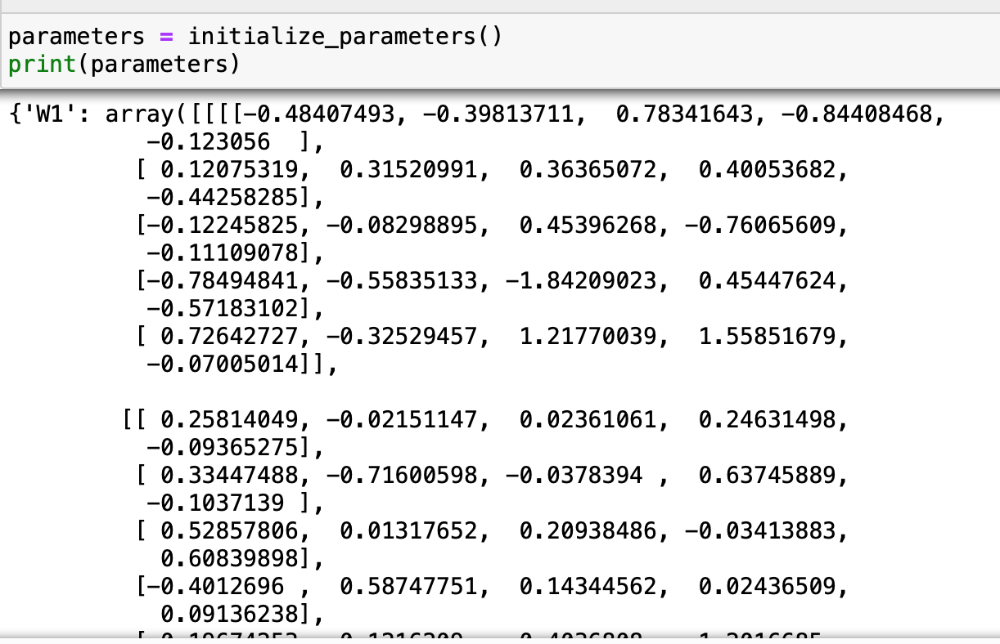 parameters = initialize_parameters()
print(parameters)
{'W1': array([[[[-0.48407493, -0.39813711,  0.78341643, -0.84408468,
          -0.123056  ],
         [ 0.12075319,  0.31520991,  0.36365072,  0.40053682,
          -0.44258285],
         [-0.12245825, -0.08298895,  0.45396268, -0.76065609,
          -0.11109078],
         [-0.78494841, -0.55835133, -1.84209023,  0.45447624,
          -0.57183102],
         [ 0.72642727, -0.32529457,  1.21770039,  1.55851679,
          -0.07005014]],

        [[ 0.25814049, -0.02151147,  0.02361061,  0.24631498,
          -0.09365275],
         [ 0.33447488, -0.71600598, -0.0378394 ,  0.63745889,
          -0.1037139 ],
         [ 0.52857806,  0.01317652,  0.20938486, -0.03413883,
           0.60839898],
         [-0.4012696 ,  0.58747751,  0.14344562,  0.02436509,
           0.09136238],